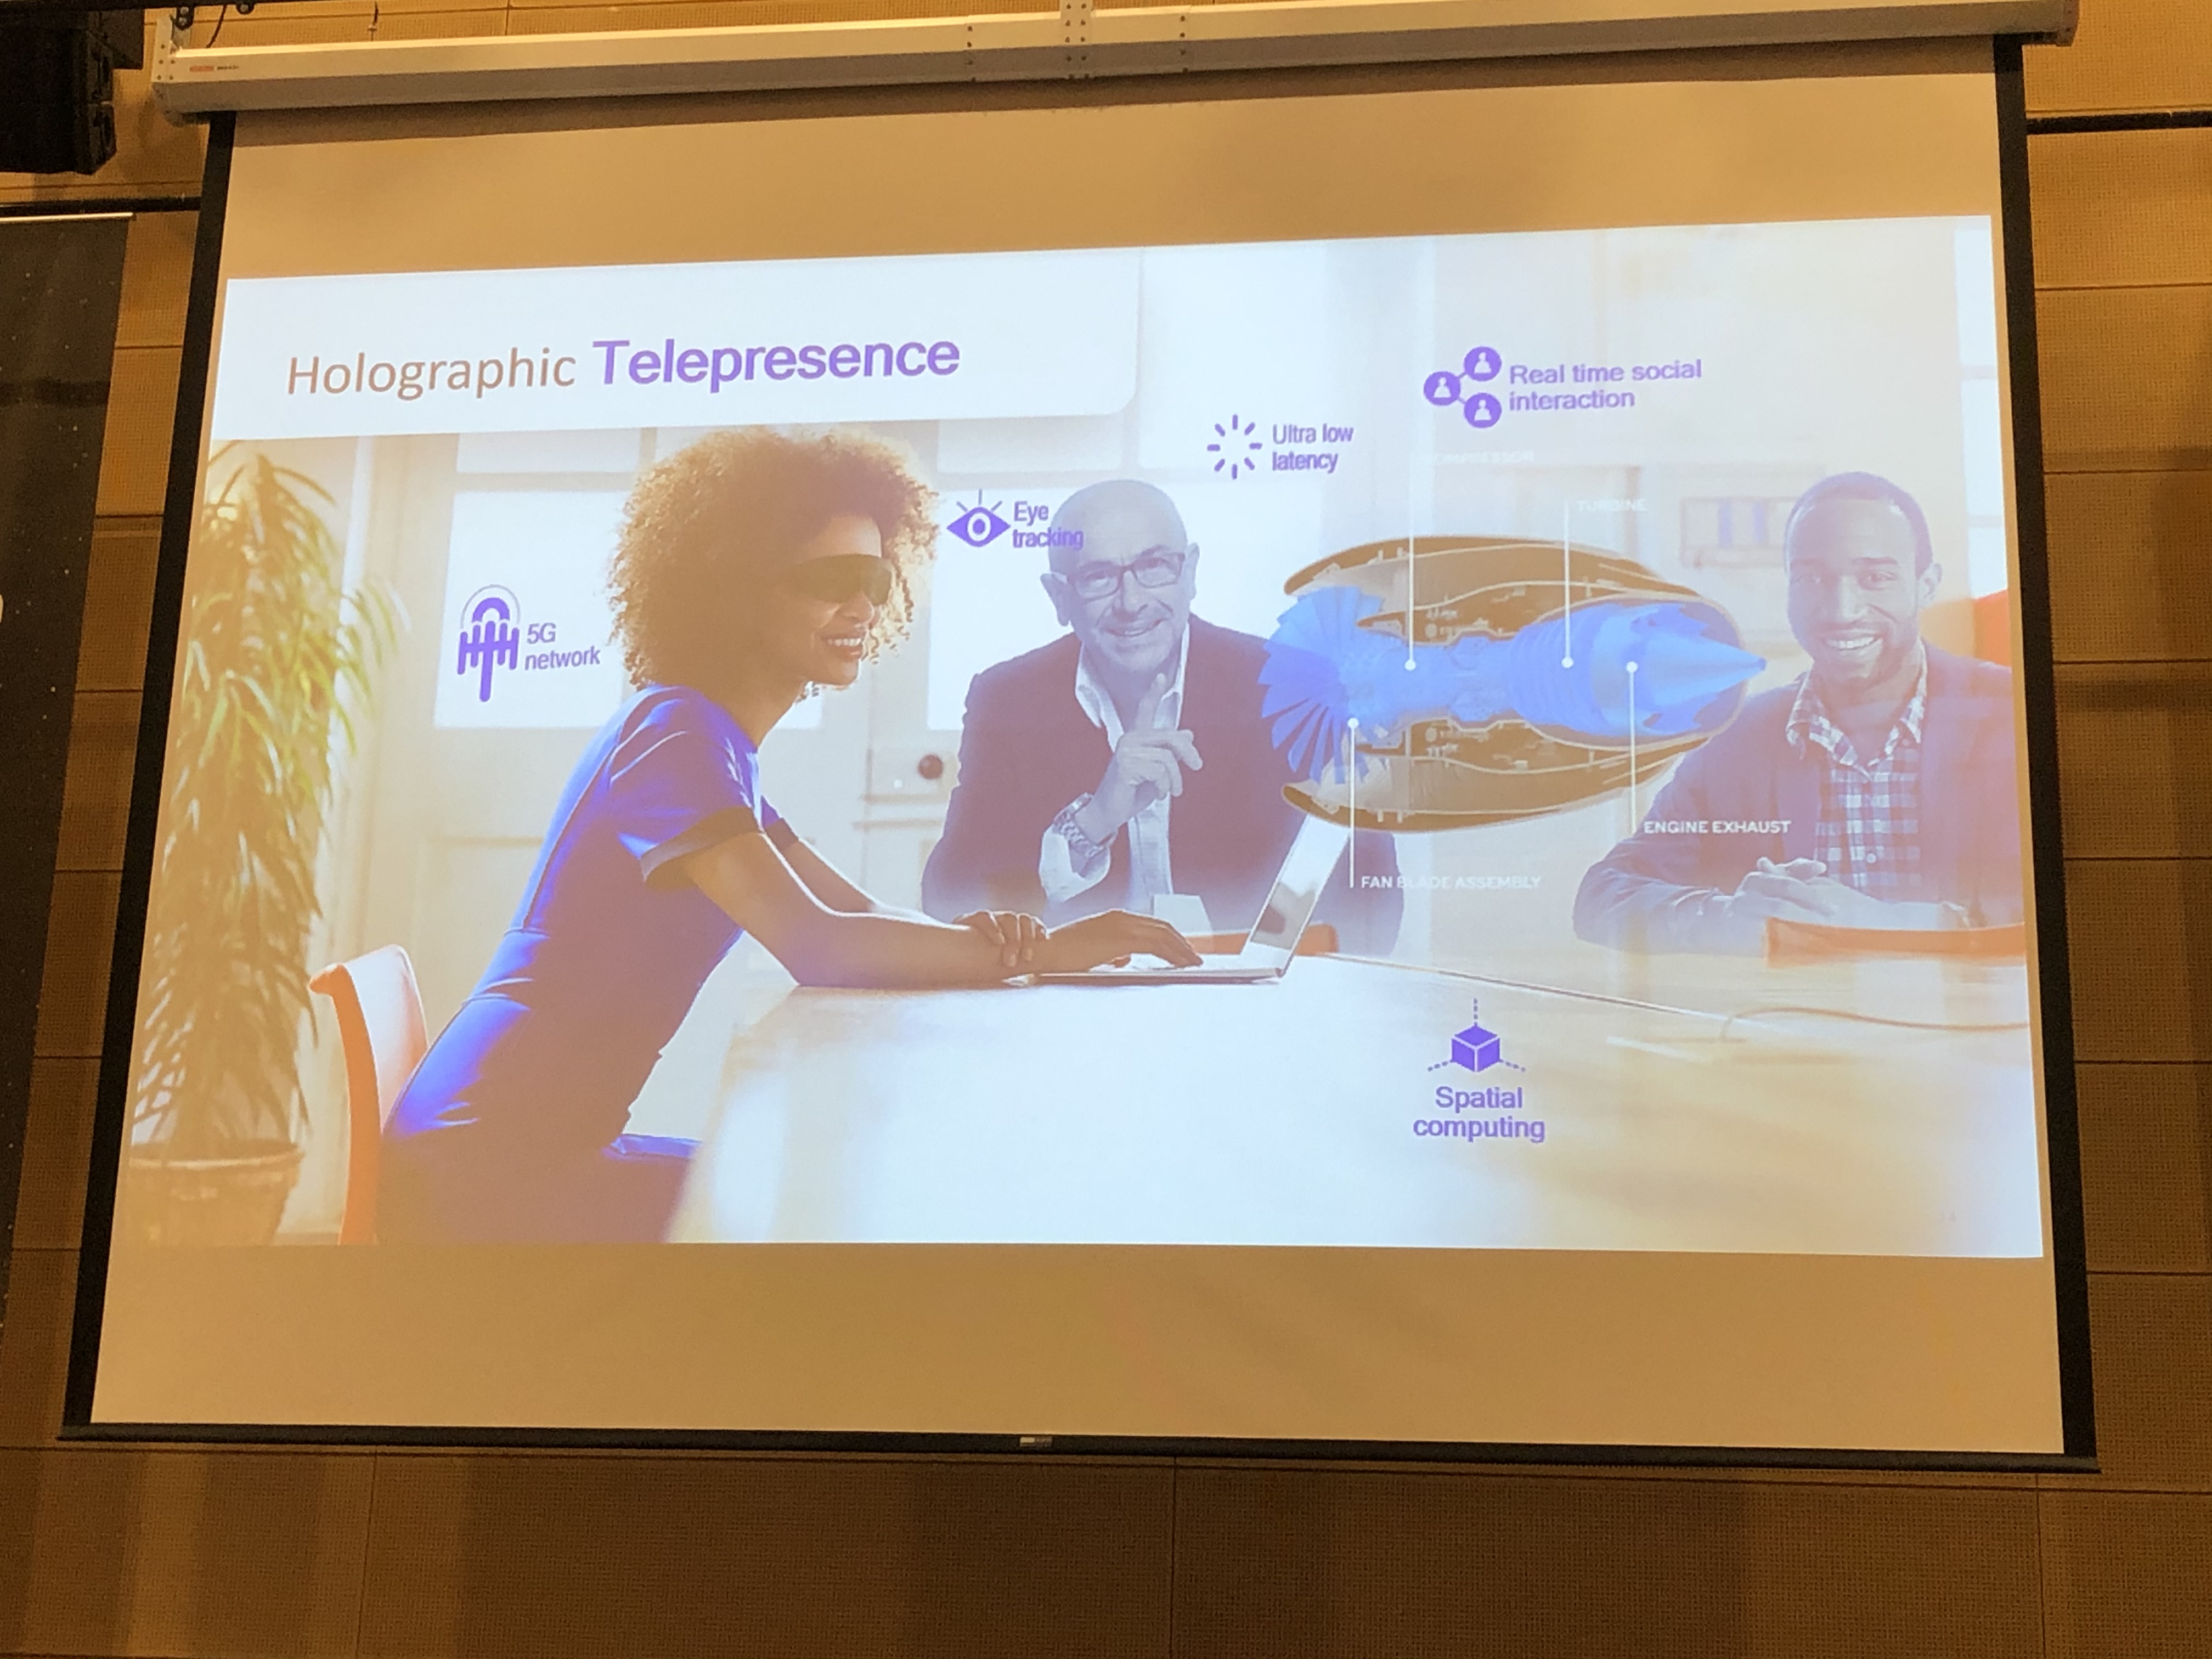 Holographic Telepresence
Real time social
interaction
Ultra low
latency
COMPRESSOR
TURBINE
Eye
tracking
5G
network
ENGINE EXHAUST
FAN BLADE ASSEMBLY
Spatial
computing